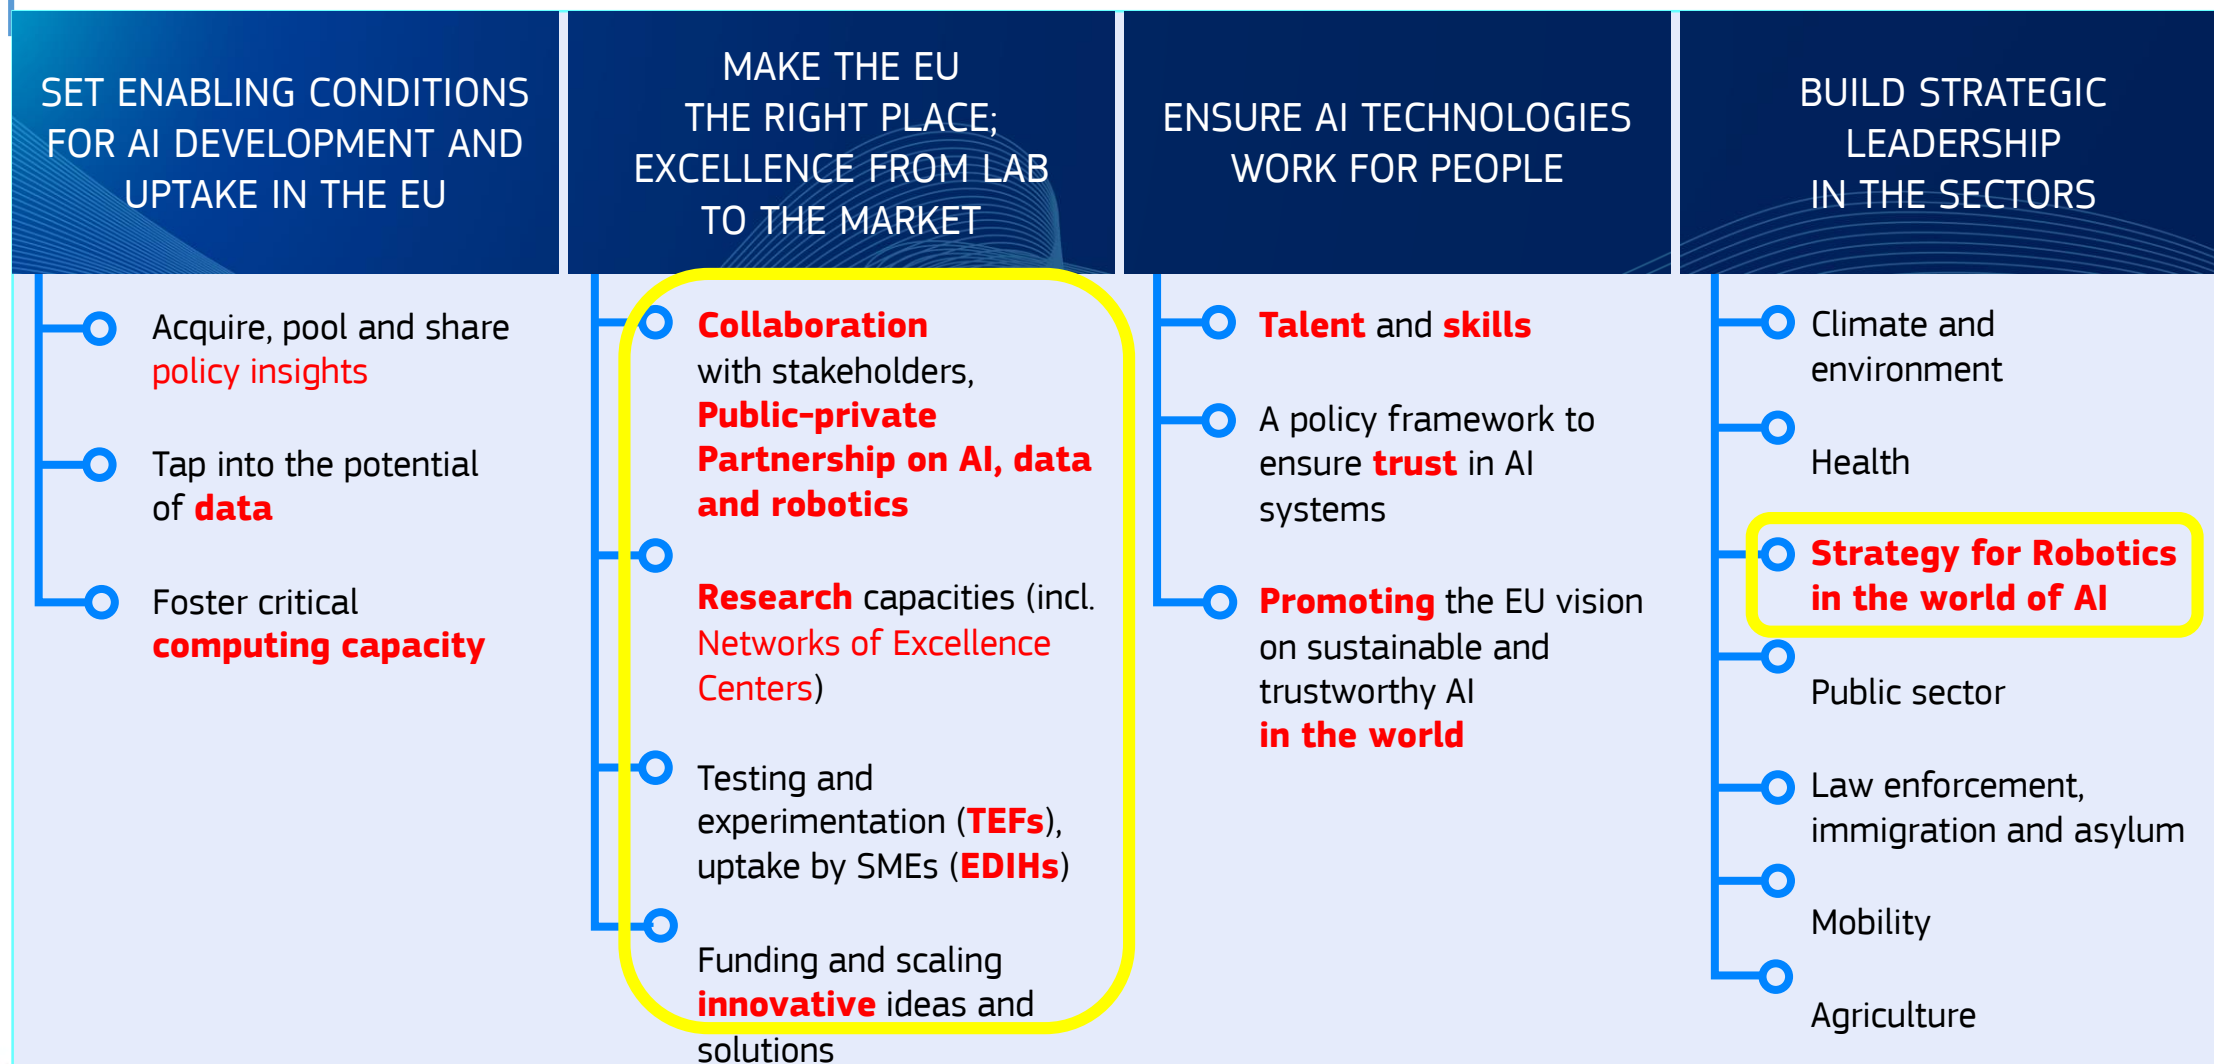 SET ENABLING CONDITIONS
FOR AI DEVELOPMENT AND
UPTAKE IN THE EU
Acquire, pool and share
policy insights
Tap into the potential
of data
Foster critical
computing capacity
MAKE THE EU
THE RIGHT PLACE;
EXCELLENCE FROM LAB
TO THE MARKET
Collaboration
with stakeholders,
Public-private
Partnership on AI, data
and robotics
Research capacities (incl.
Networks of Excellence
Centers)
Testing and
experimentation (TEFs),
uptake by SMEs (EDIHs)
Funding and scaling
innovative ideas and
solutions
ENSURE AI TECHNOLOGIES
WORK FOR PEOPLE
Talent and skills
A policy framework to
ensure trust in AI
systems
Promoting the EU vision
on sustainable and
trustworthy AI
in the world
BUILD STRATEGIC
LEADERSHIP
IN THE SECTORS
Climate and
environment
Health
Strategy for Robotics
in the world of AI
Public sector
Law enforcement,
immigration and asylum
Mobility
Agriculture